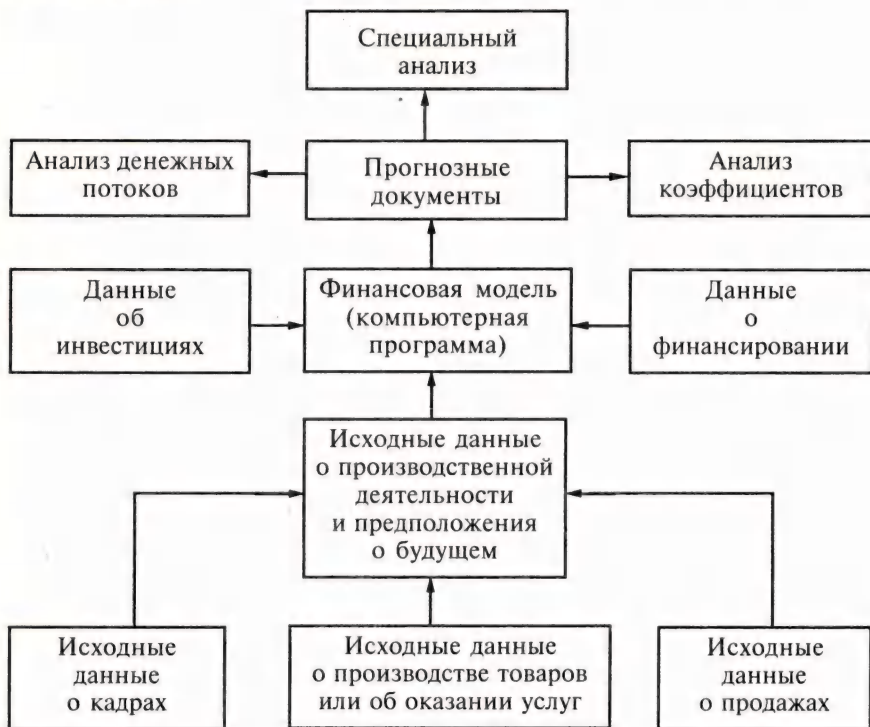 Специальный
анализ
Анализ денежных
потоков
Прогнозные
документы
Анализ
коэффициентов
Данные
об
инвестициях
Финансовая модель
(компьютерная
программа)
Данные
о
финансировании
Исходные данные
о производственной
деятельности
и предположения
о будущем
Исходные
данные
о кадрах
Исходные данные
о производстве товаров
или об оказании услуг
Исходные
данные
о продажах